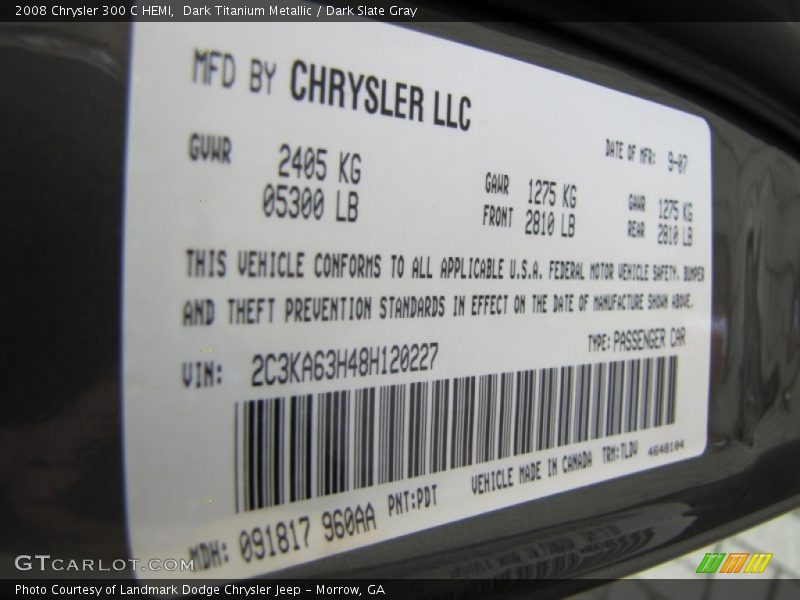 2008 Chrysler 300 C HEMI, Dark Titanium Metallic / Dark Slate Gray
MFD BY CHRYSLER LLC
DATE OF MFR: 9-07
GVWR 2405 KG
05300 LB
GAWR 1275 KG
FRONT 2810 LB
GAWR 1275 KG
REAR 2810 LB
THIS VEHICLE CONFORMS TO ALL APPLICABLE U.S.A. FEDERAL MOTOR VEHICLE SAFETY, BUMPER
AND THEFT PREVENTION STANDARDS IN EFFECT ON THE DATE OF MANUFACTURE SHOWN ABOVE.
VIN: 2C3KA63H48H120227
TYPE: PASSENGER CAR
MDH: 091817 960AA PNT:PDT
VEHICLE MADE IN CANADA TRM:TLDV 4648104
GTCARLOT.COM
Photo Courtesy of Landmark Dodge Chrysler Jeep – Morrow, GA